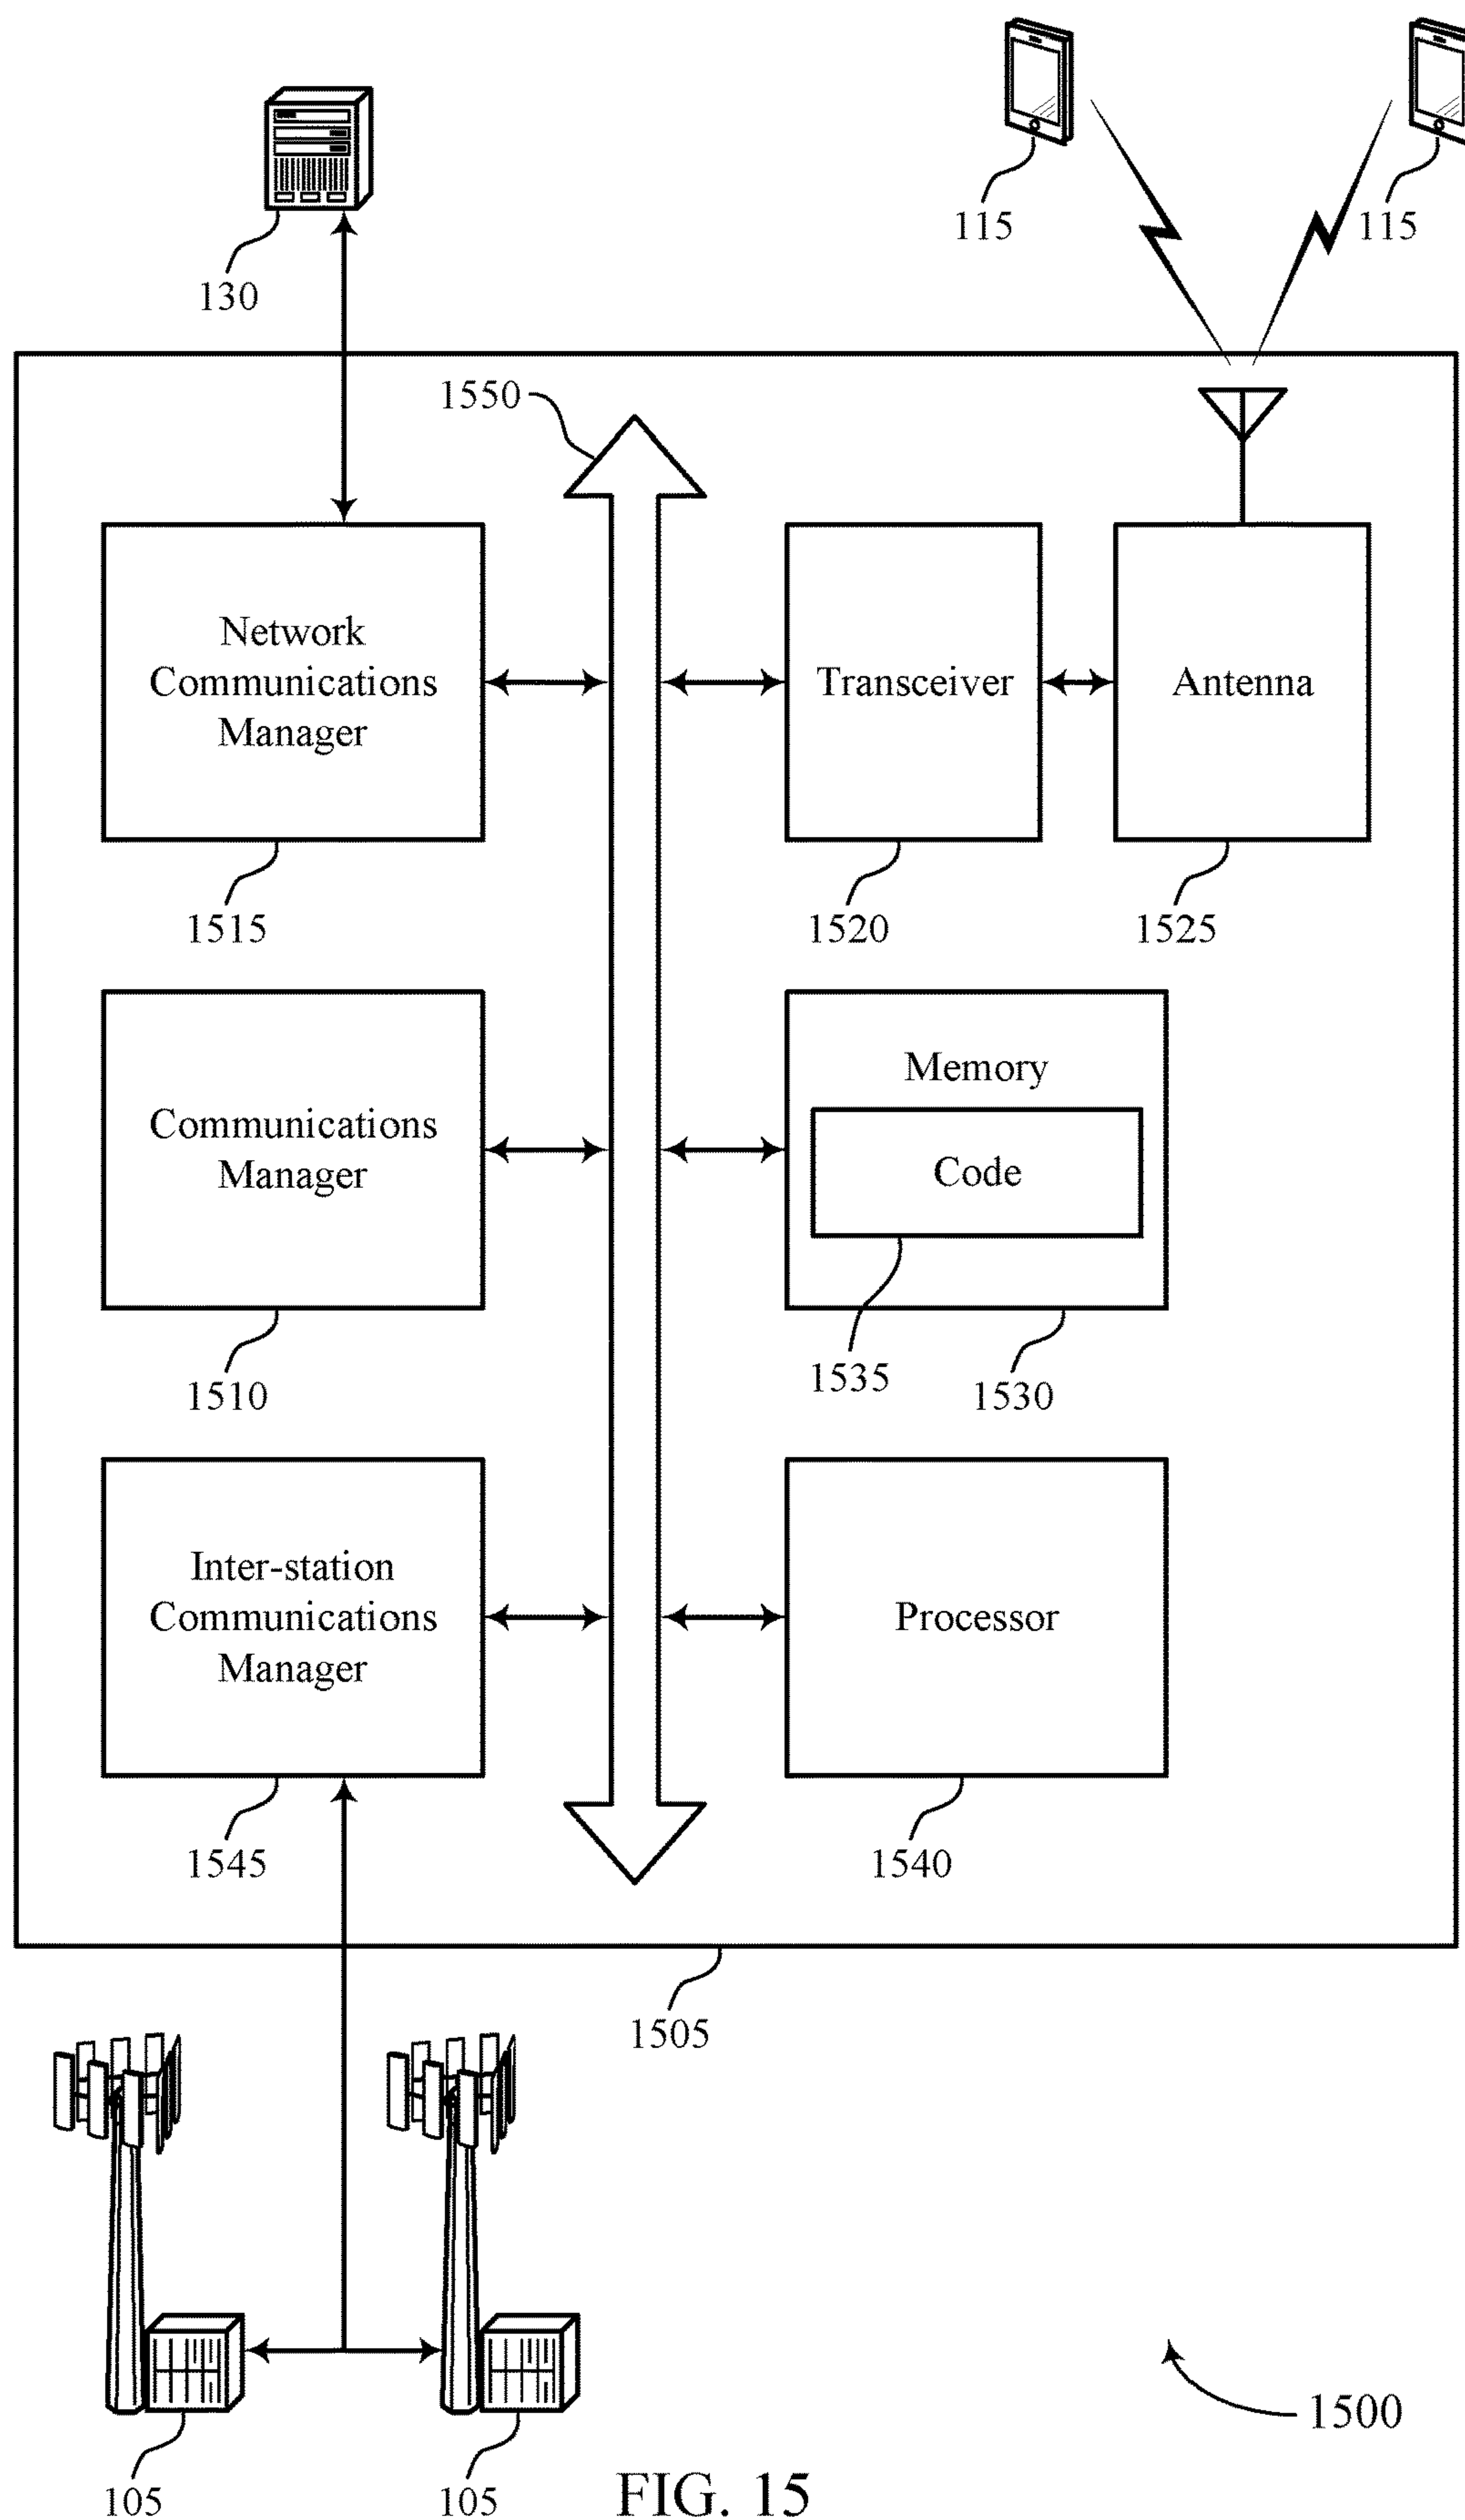 115
115
130
1550
Network
Communications
Manager
Transceiver
Antenna
1515
1520
1525
Communications
Manager
Memory
Code
1510
1535
1530
Inter-station
Communications
Manager
Processor
1545
1540
1505
1500
105
105
FIG. 15